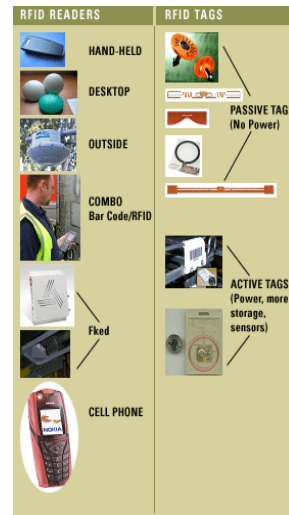 RFID READERS
HAND-HELD
DESKTOP
OUTSIDE
COMBO
Bar Code/RFID
Fked
CELL PHONE
NOKIA
RFID TAGS
PASSIVE TAG
(No Power)
ACTIVE TAGS
(Power, more
storage,
sensors)